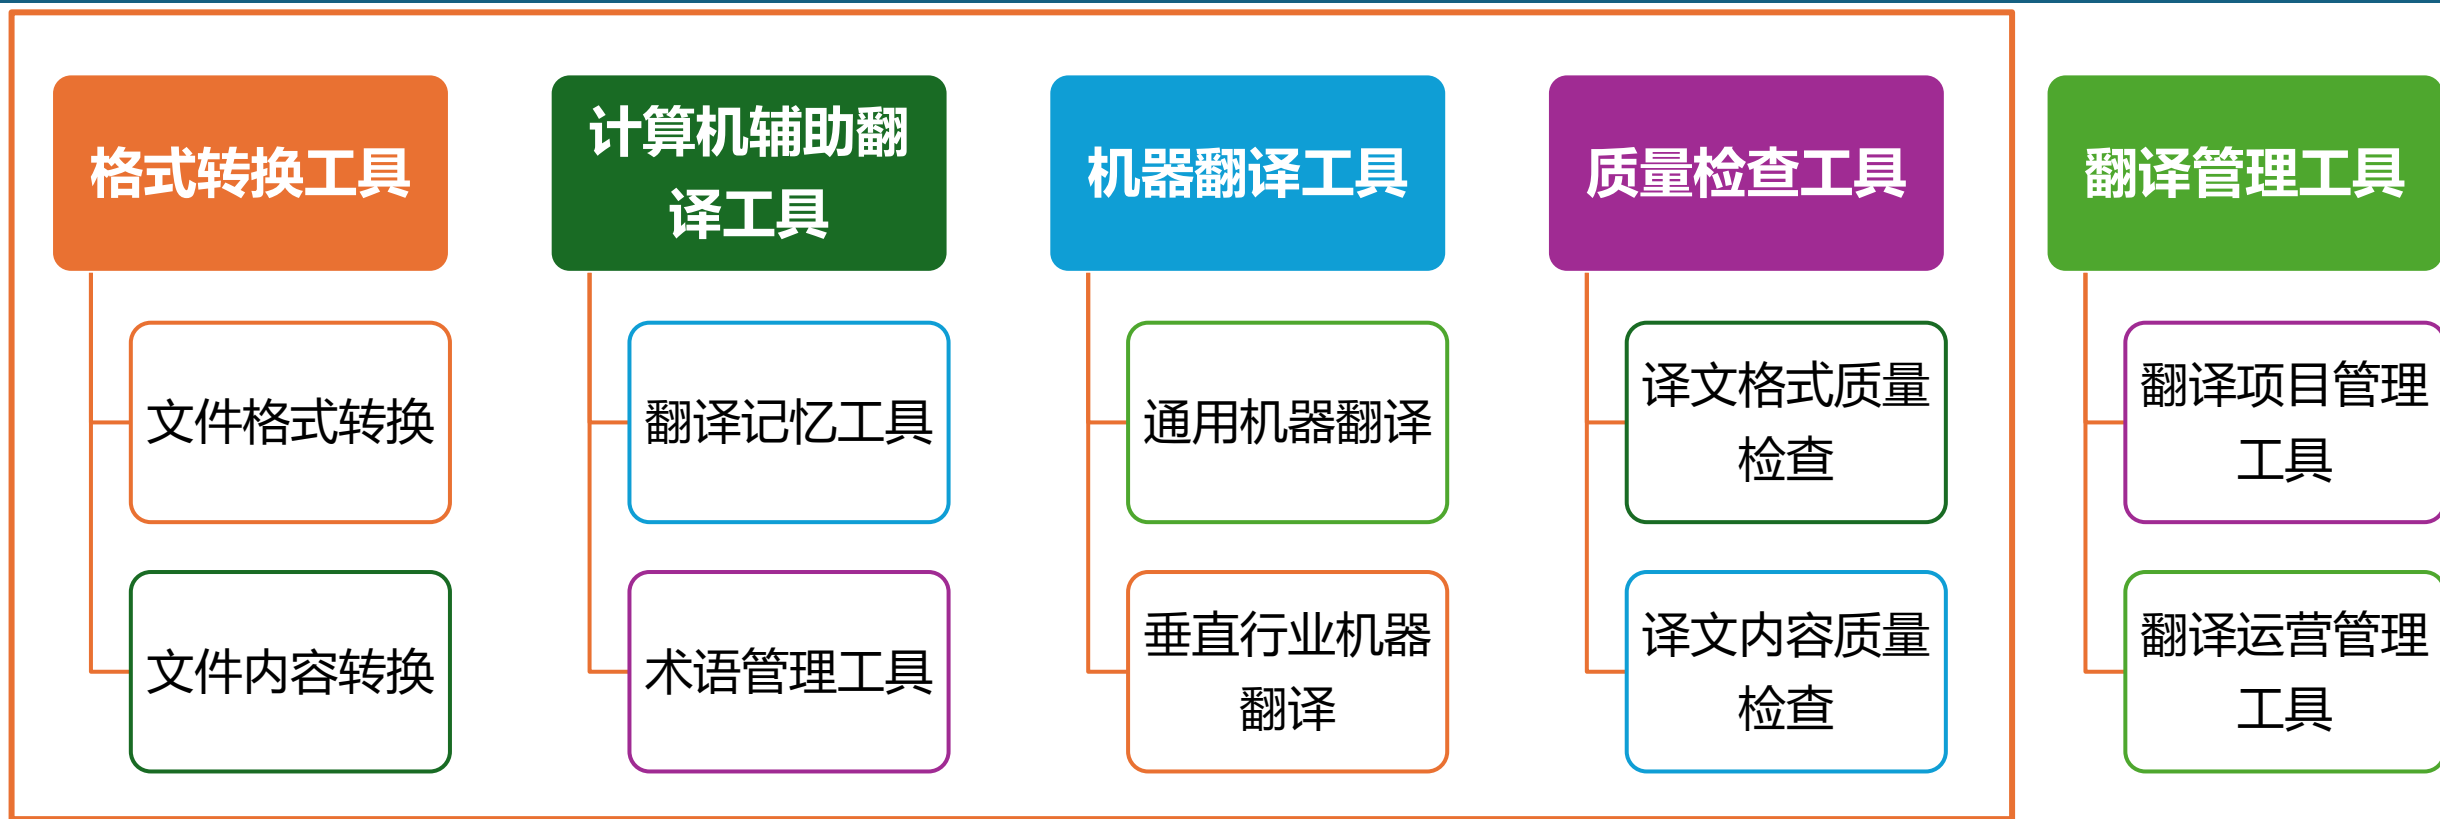 格式转换工具
文件格式转换
文件内容转换
计算机辅助翻
译工具
翻译记忆工具
术语管理工具
机器翻译工具
通用机器翻译
垂直行业机器
翻译
质量检查工具
译文格式质量
检查
译文内容质量
检查
翻译管理工具
翻译项目管理
工具
翻译运营管理
工具